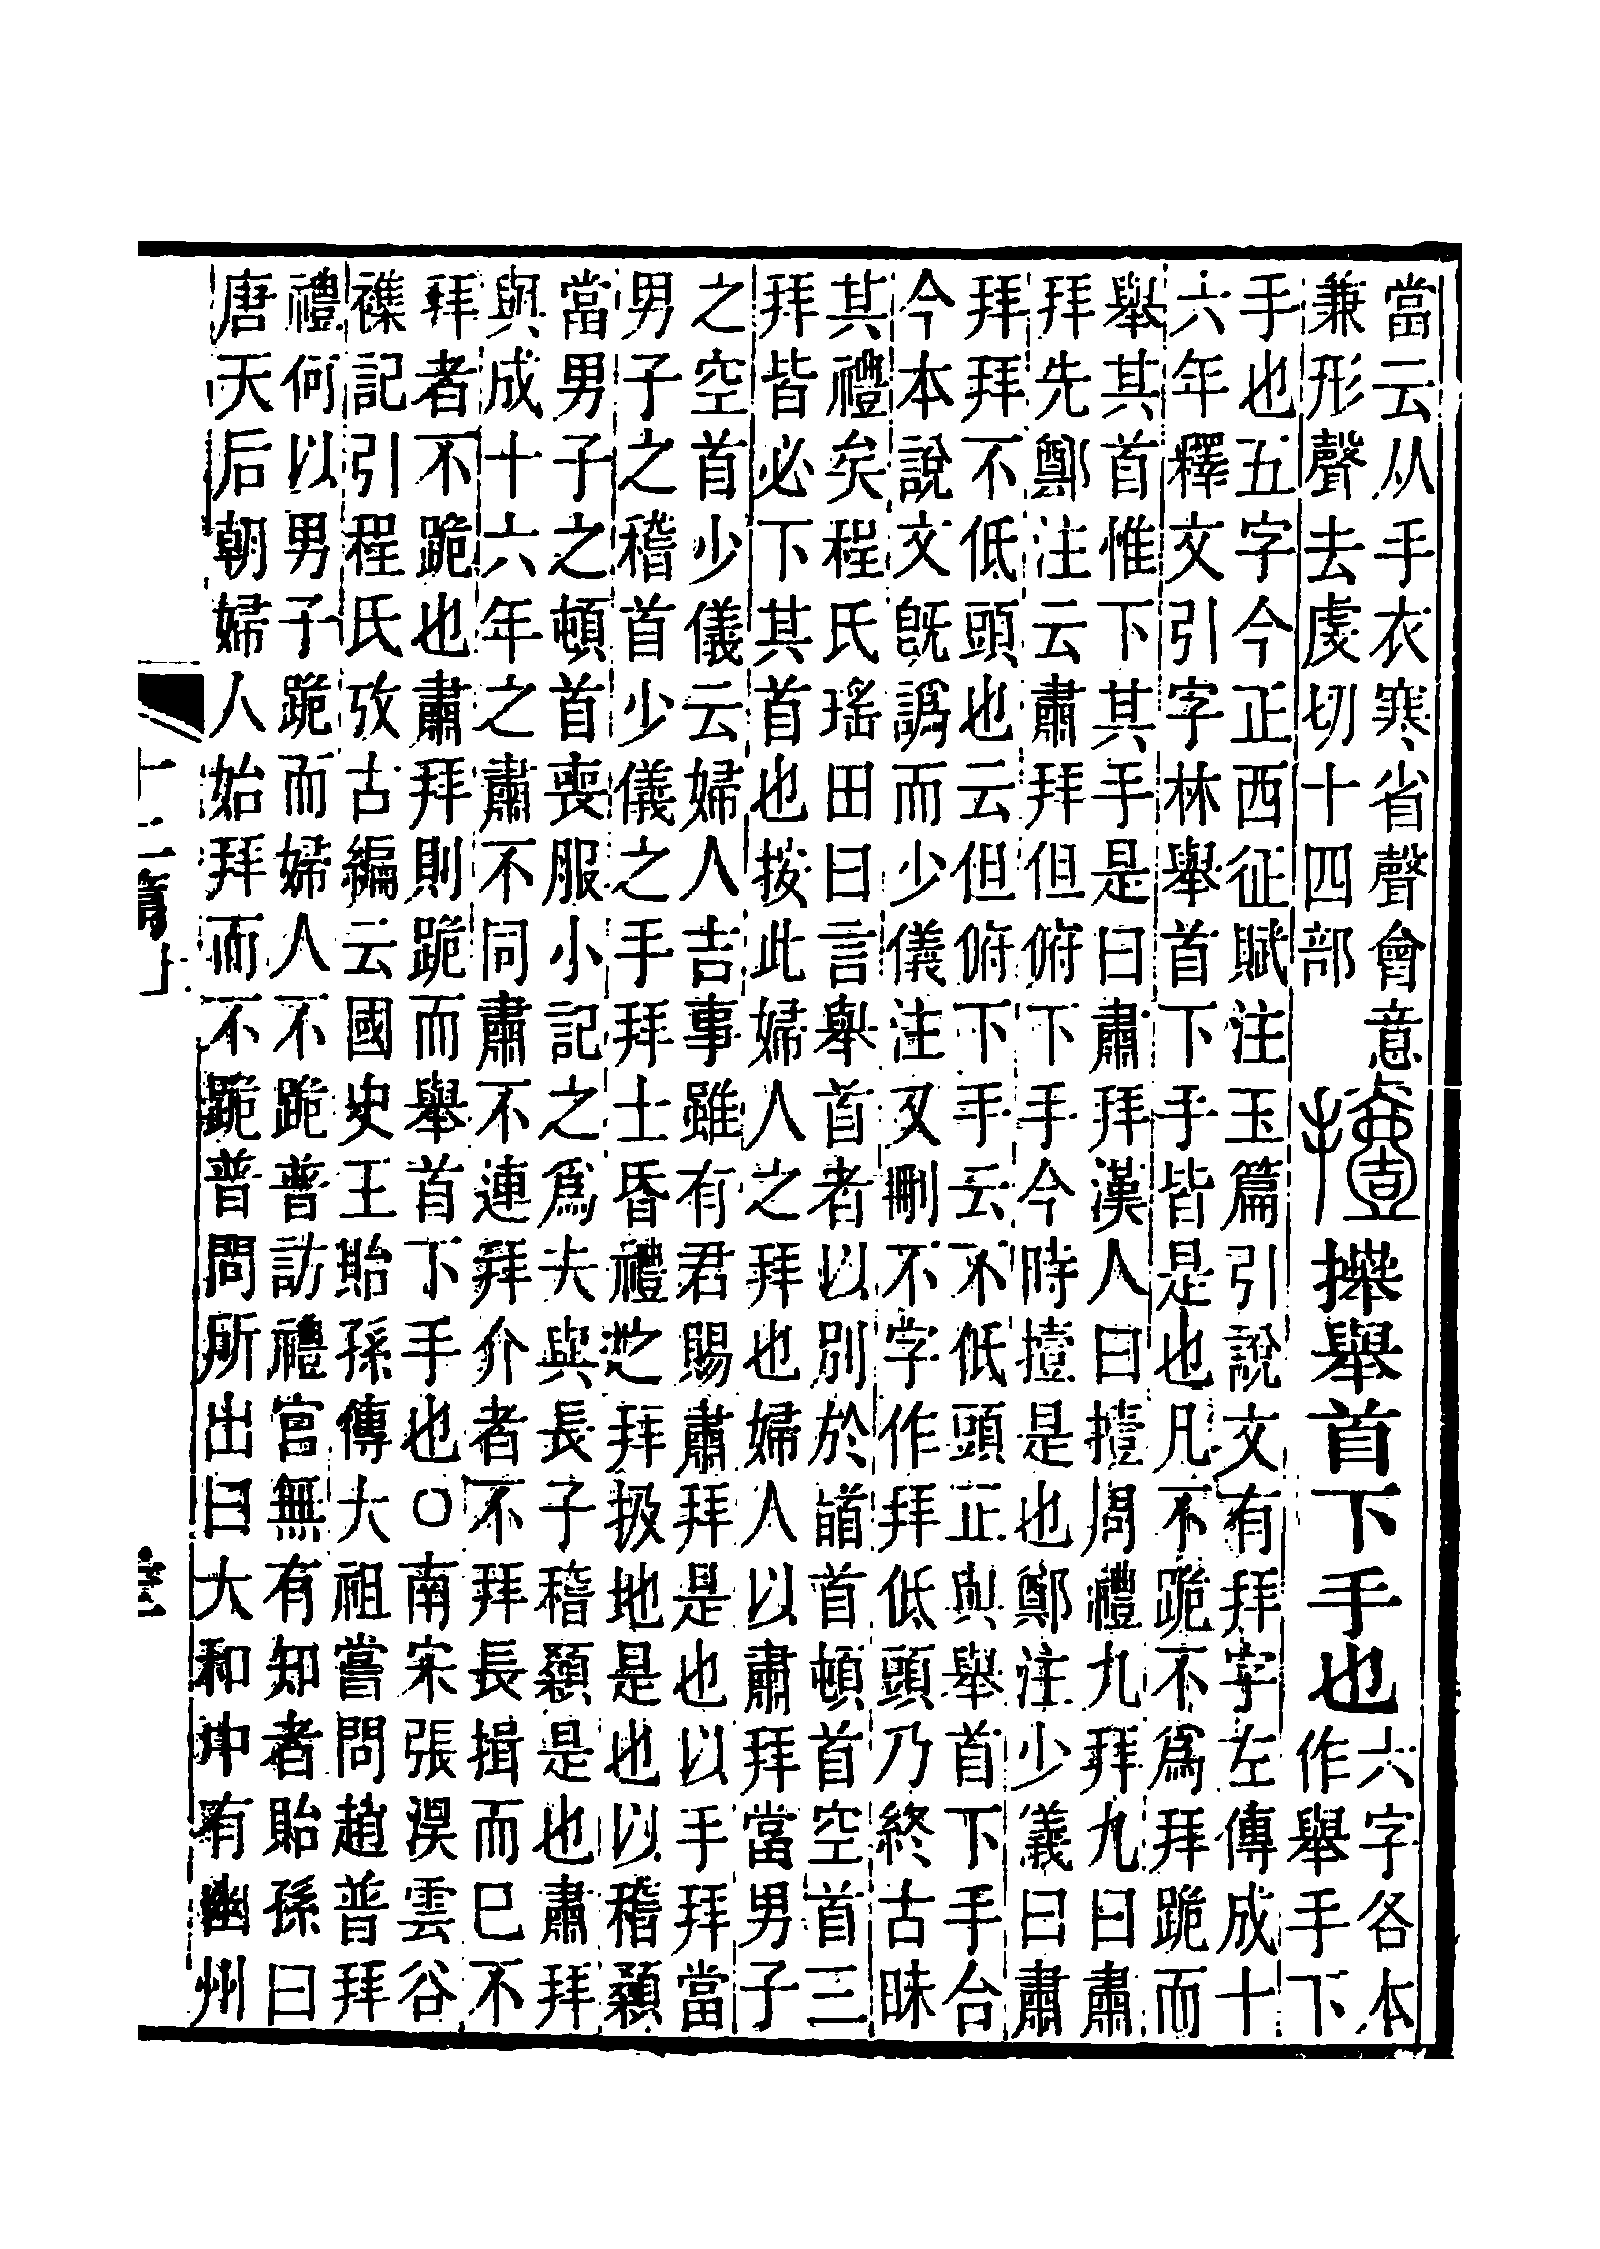 當云从手衣寒省聲會意
兼形聲去虔切十四部
撎𢷎舉首下手也
六字各本
作舉手下
手也五字今正西征賦注玉篇引說文有拜字左傳成十
六年釋文引字林舉首下手皆是也凡不跪不爲拜跪而
舉其首惟下其手是曰肅拜漢人曰撎周禮九拜九曰肅
拜先鄭注云肅拜但俯下手今時撎是也鄭注少儀曰肅
拜拜不低頭也云但俯下手云不低頭正與舉首下手合
今本說文旣譌而少儀注又刪不字作拜低頭乃終古昧
其禮矣程氏瑤田曰言舉首者以別於䭫首頓首空首三
拜皆必下其首也按此婦人之拜也婦人以肅拜當男子
之空首少儀云婦人吉事雖有君賜肅拜是也以手拜當
男子之稽首少儀之手拜士昏禮之拜扱地是也以稽顙
當男子之頓首喪服小記之爲夫與長子稽顙是也肅拜
與成十六年之肅不同肅不連拜介者不拜長揖而已不
拜者不跪也肅拜則跪而舉首下手也○南宋張淏雲谷
襍記引程氏攷古編云國史王貽孫傳大祖嘗問趙普拜
禮何以男子跪而婦人不跪普訪禮官無有知者貽孫曰
唐天后朝婦人始拜而不跪普問所出曰大和中有幽州
十二篇上